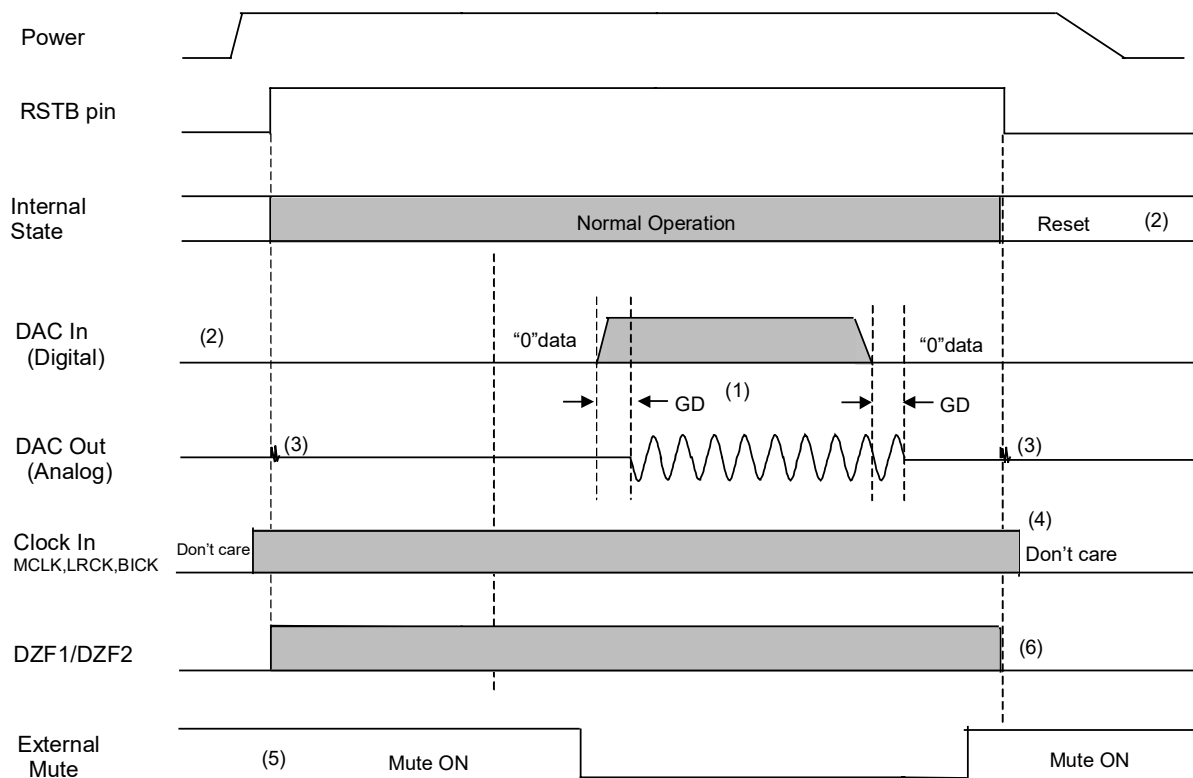 Power
RSTB pin
Internal
State
Normal Operation
Reset
(2)
DAC In
(Digital)
(2)
“0”data
“0”data
(1)
GD
GD
DAC Out
(Analog)
(3)
(3)
Clock In
MCLK,LRCK,BICK
Don’t care
(4)
Don’t care
DZF1/DZF2
(6)
External
Mute
(5)
Mute ON
Mute ON